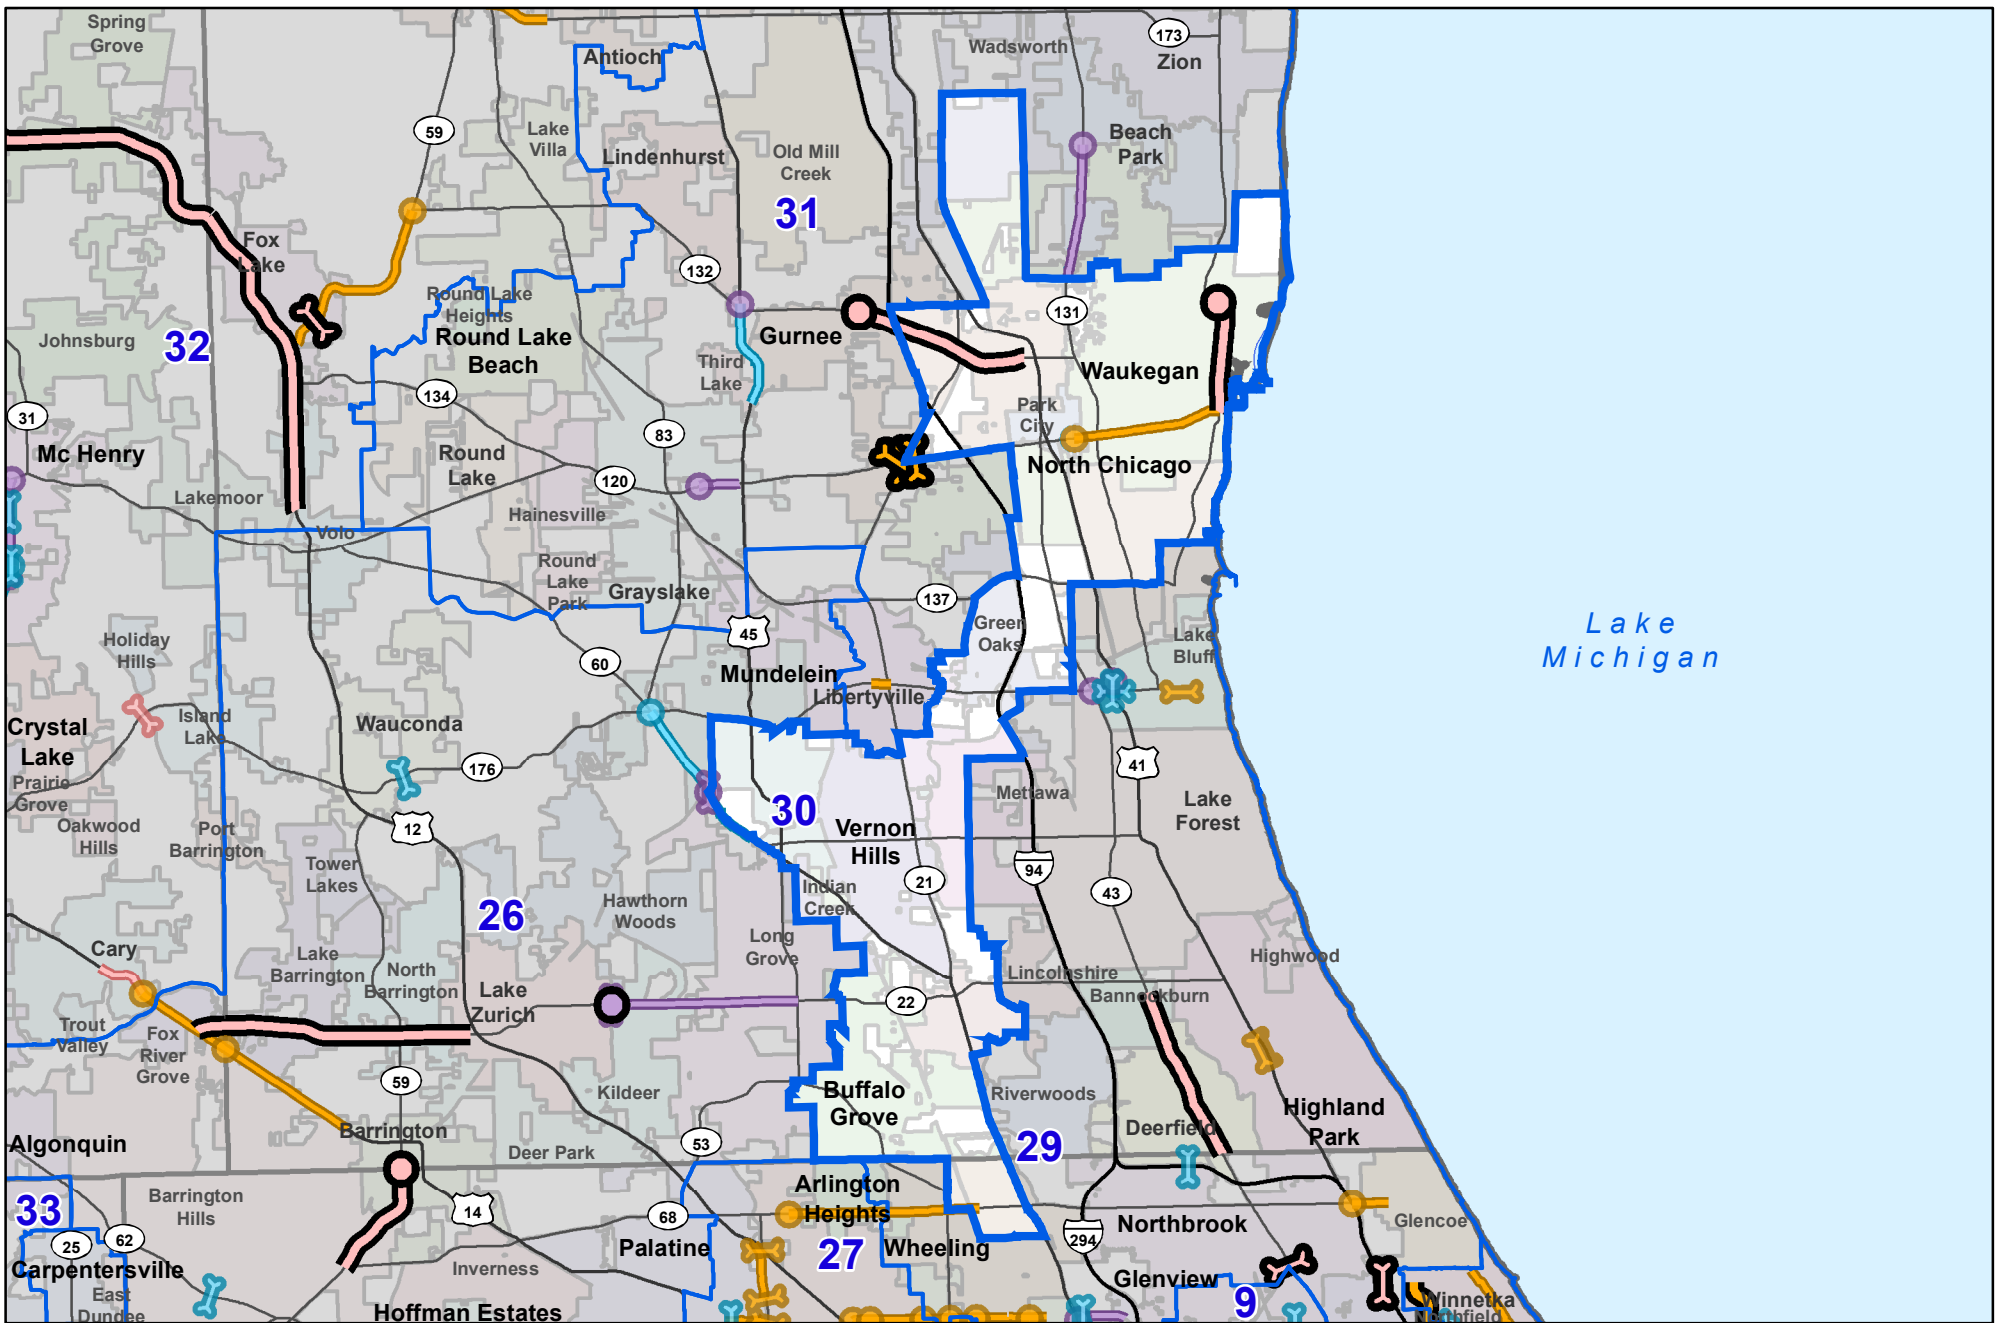 Spring
Grove
Antioch
Wadsworth
173
Zion
59
Lake
Villa
Lindenhurst
Old Mill
Creek
Beach
Park
31
Fox
Lake
132
Round Lake
Heights
Round Lake
Beach
Johnsburg
32
Gurnee
131
Third
Lake
Waukegan
134
31
Park
City
83
Mc Henry
Round
Lake
North Chicago
120
Lakemoor
Hainesville
Volo
Round
Lake
Park
Grayslake
137
Green
Oaks
45
Lake
Bluff
Lake
Michigan
Holiday
Hills
60
Mundelein
Libertyville
Island
Lake
Crystal
Lake
Wauconda
Prairie
Grove
176
41
Mettawa
30
Lake
Forest
Oakwood
Hills
Port
Barrington
12
Vernon
Hills
Tower
Lakes
94
21
43
Indian
Creek
26
Hawthorn
Woods
Cary
Lake
Barrington
North
Barrington
Long
Grove
Highwood
Lincolnshire
Lake
Zurich
22
Bannockburn
Trout
Valley
Fox
River
Grove
59
Kildeer
Buffalo
Grove
Riverwoods
Highland
Park
Deerfield
29
Algonquin
Barrington
53
Deer Park
Barrington
Hills
33
14
68
Arlington
Heights
Northbrook
Glencoe
25
62
Palatine
27
Wheeling
294
Carpentersville
Inverness
Glenview
East
Dundee
Hoffman Estates
9
Winnetka
Northfield